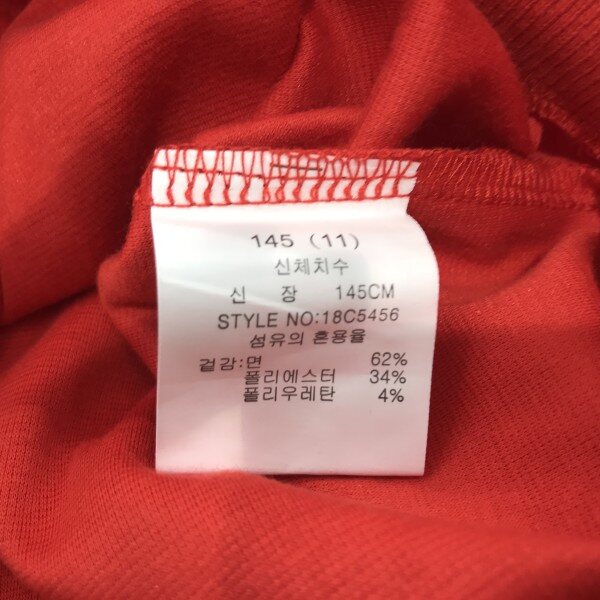 145 (11)
신체치수
신 장 145CM
STYLE NO:18C5456
섬유의 혼용율
겉감:면 62%
폴리에스터 34%
폴리우레탄 4%